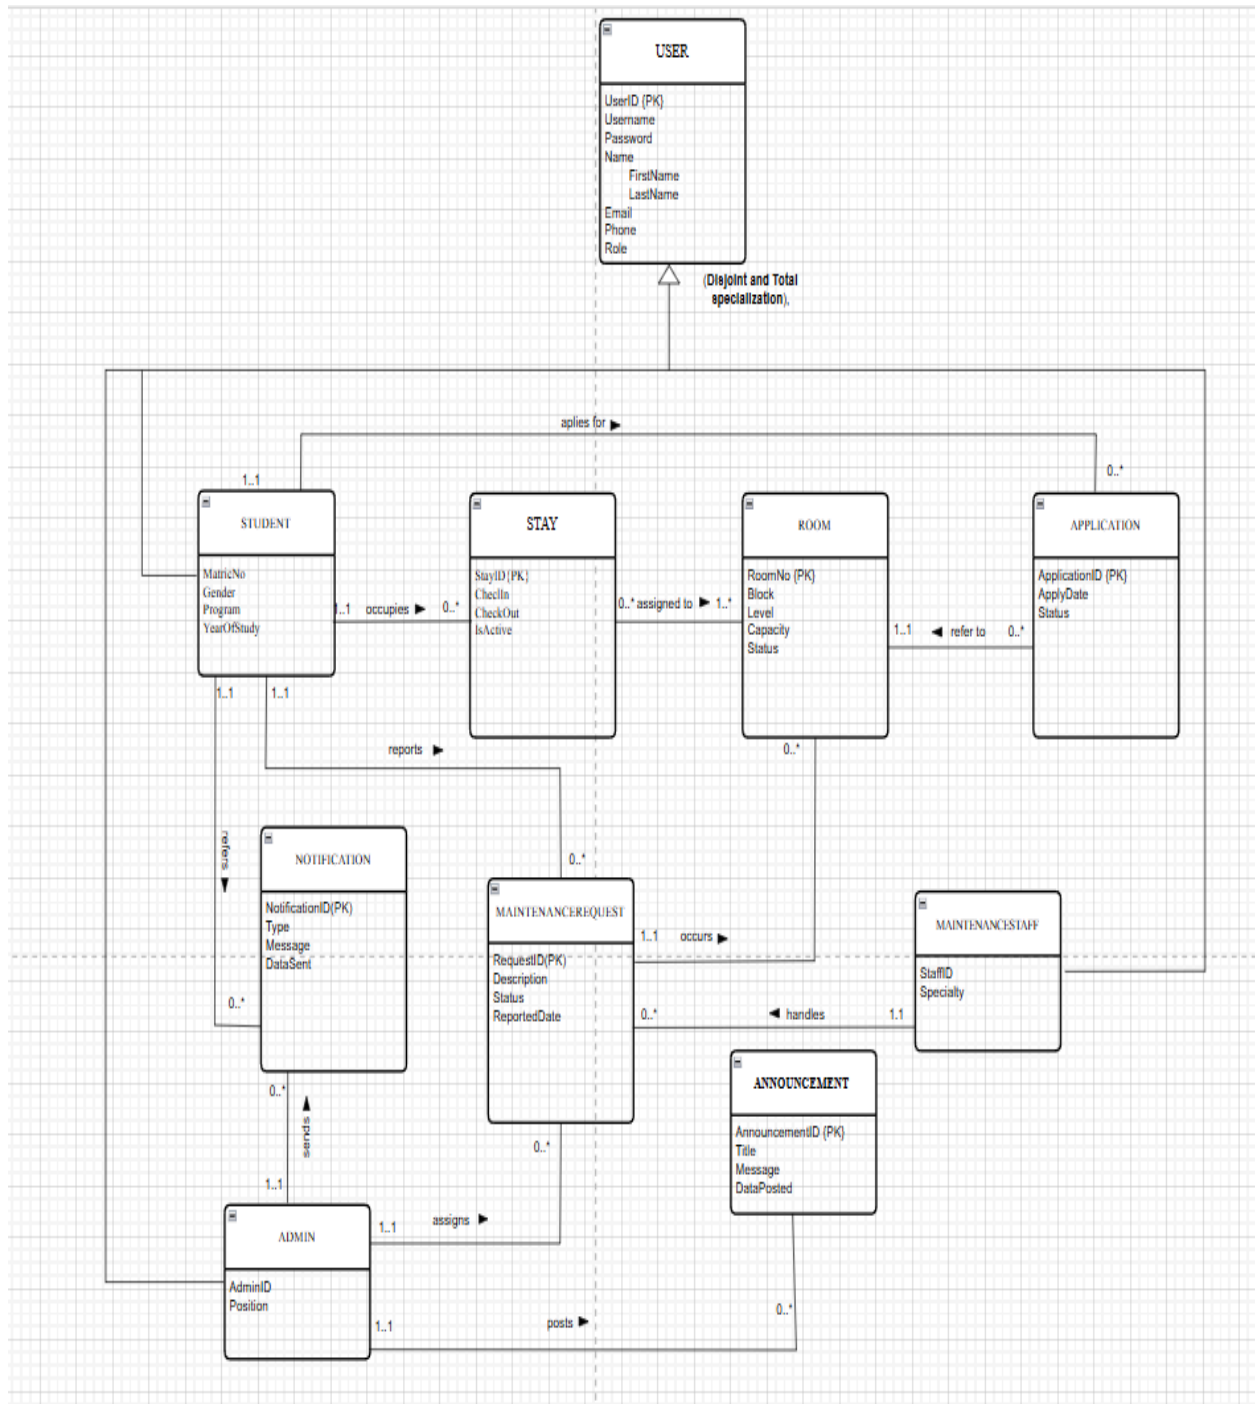 USER
UserID {PK}
Username
Password
Name
FirstName
LastName
Email
Phone
Role
(Disjoint and Total
specialization),
aplies for
1..1
0..*
STUDENT
MatricNo
Gender
Program
YearOfStudy
1..1 occupies 0..*
STAY
StayID{PK}
CheclIn
CheckOut
IsActive
0..* assigned to 1..*
ROOM
RoomNo {PK}
Block
Level
Capacity
Status
1..1 refer to 0..*
APPLICATION
ApplicationID {PK}
ApplyDate
Status
1..1
1..1
reports
0..*
0..*
refers
0..*
NOTIFICATION
NotificationID(PK)
Type
Message
DataSent
MAINTENANCEREQUEST
RequestID(PK)
Description
Status
ReportedDate
1..1 occurs
MAINTENANCESTAFF
StaffID
Specialty
0..* handles 1.1
ANNOUNCEMENT
AnnouncementID {PK}
Title
Message
DataPosted
0..*
sends
1..1
0..*
ADMIN
AdminID
Position
1..1 assigns
1..1 posts 0..*